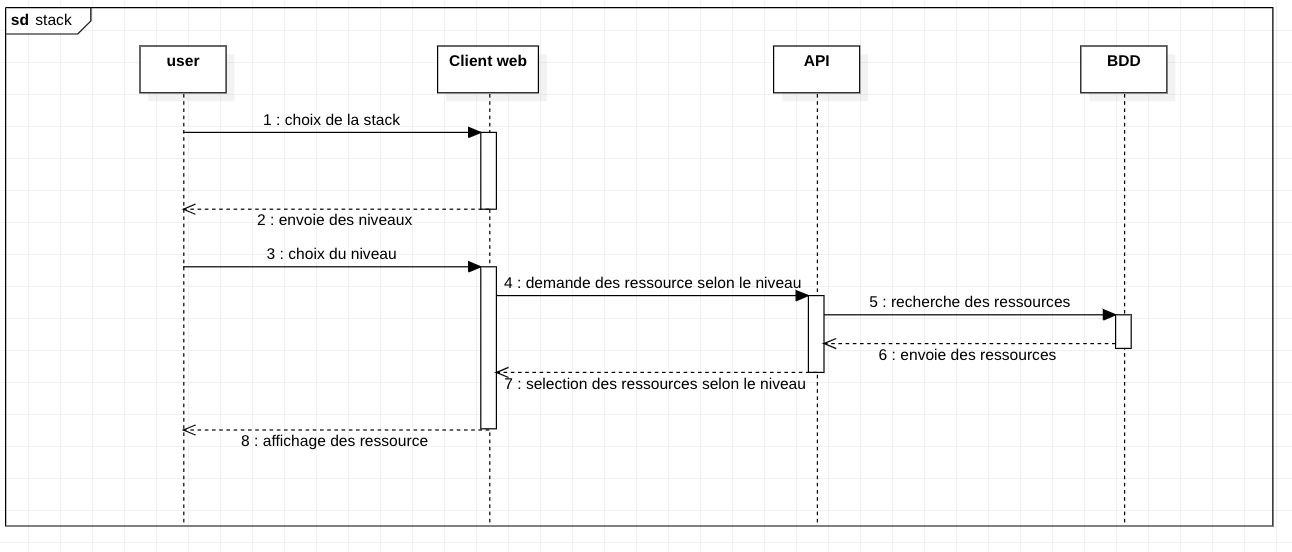 sd stack
user
Client web
API
BDD
1 : choix de la stack
2 : envoie des niveaux
3 : choix du niveau
4 : demande des ressource selon le niveau
5 : recherche des ressources
6 : envoie des ressources
7 : selection des ressources selon le niveau
8 : affichage des ressource